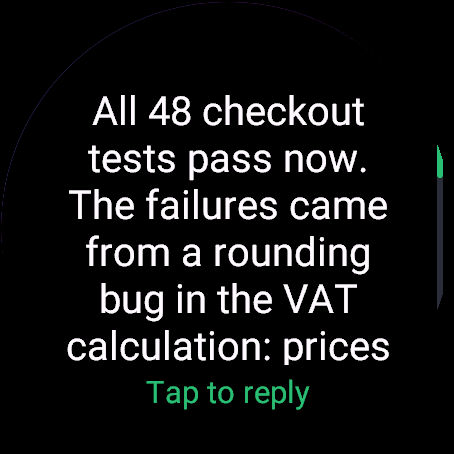 All 48 checkout
tests pass now.
The failures came
from a rounding
bug in the VAT
calculation: prices
Tap to reply